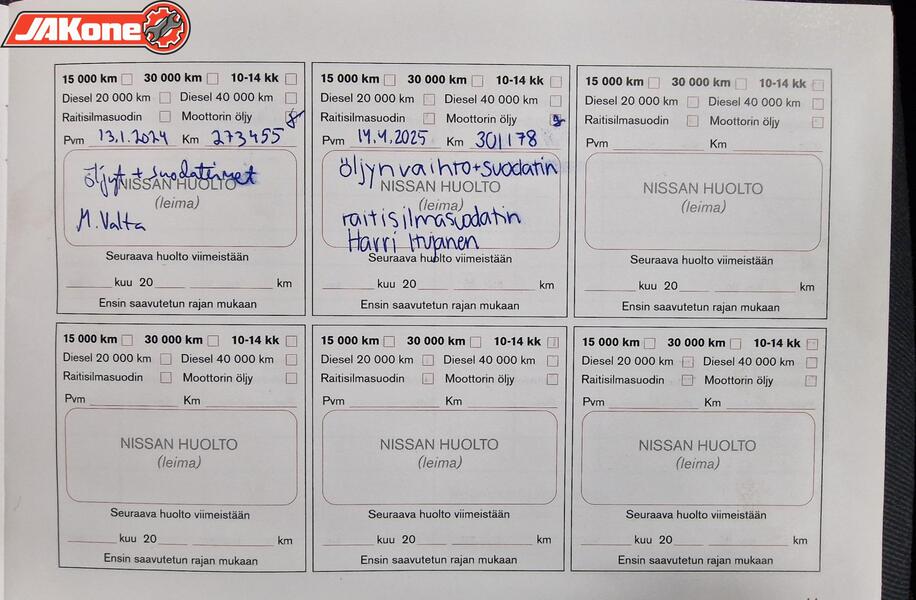 JAKone
15 000 km 30 000 km 10-14 kk
Diesel 20 000 km Diesel 40 000 km
Raitisilmasuodin Moottorin öljy
Pvm 13.1.2024 Km 273455
öljyt + suodattimet
NISSAN HUOLTO
(leima)
M. Valta
Seuraava huolto viimeistään
kuu 20 km
Ensin saavutetun rajan mukaan
15 000 km 30 000 km 10-14 kk
Diesel 20 000 km Diesel 40 000 km
Raitisilmasuodin Moottorin öljy
Pvm 14.4.2025 Km 301178
öljynvaihto+suodatin
NISSAN HUOLTO
(leima)
raitisilmasuodatin
Harri
Seuraava huolto viimeistään
kuu 20 km
Ensin saavutetun rajan mukaan
15 000 km 30 000 km 10-14 kk
Diesel 20 000 km Diesel 40 000 km
Raitisilmasuodin Moottorin öljy
Pvm Km
NISSAN HUOLTO
(leima)
Seuraava huolto viimeistään
kuu 20 km
Ensin saavutetun rajan mukaan
15 000 km 30 000 km 10-14 kk
Diesel 20 000 km Diesel 40 000 km
Raitisilmasuodin Moottorin öljy
Pvm Km
NISSAN HUOLTO
(leima)
Seuraava huolto viimeistään
kuu 20 km
Ensin saavutetun rajan mukaan
15 000 km 30 000 km 10-14 kk
Diesel 20 000 km Diesel 40 000 km
Raitisilmasuodin Moottorin öljy
Pvm Km
NISSAN HUOLTO
(leima)
Seuraava huolto viimeistään
kuu 20 km
Ensin saavutetun rajan mukaan
15 000 km 30 000 km 10-14 kk
Diesel 20 000 km Diesel 40 000 km
Raitisilmasuodin Moottorin öljy
Pvm Km
NISSAN HUOLTO
(leima)
Seuraava huolto viimeistään
kuu 20 km
Ensin saavutetun rajan mukaan